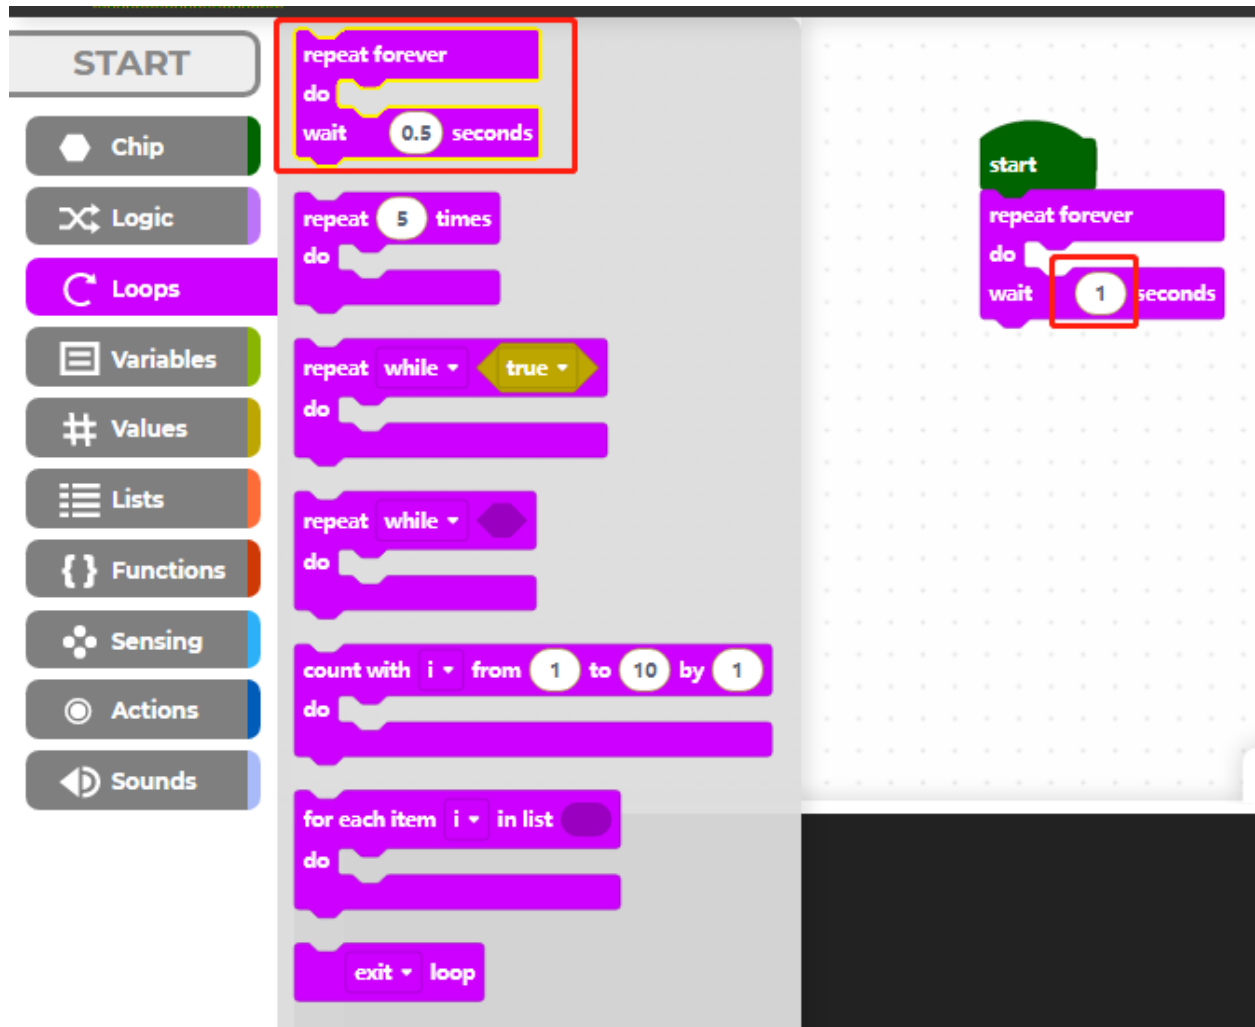 START
Chip
Logic
Loops
Variables
Values
Lists
Functions
Sensing
Actions
Sounds
repeat forever
do
wait 0.5 seconds
repeat 5 times
do
repeat while true
do
repeat while
do
count with i from 1 to 10 by 1
do
for each item i in list
do
exit loop
start
repeat forever
do
wait 1 seconds